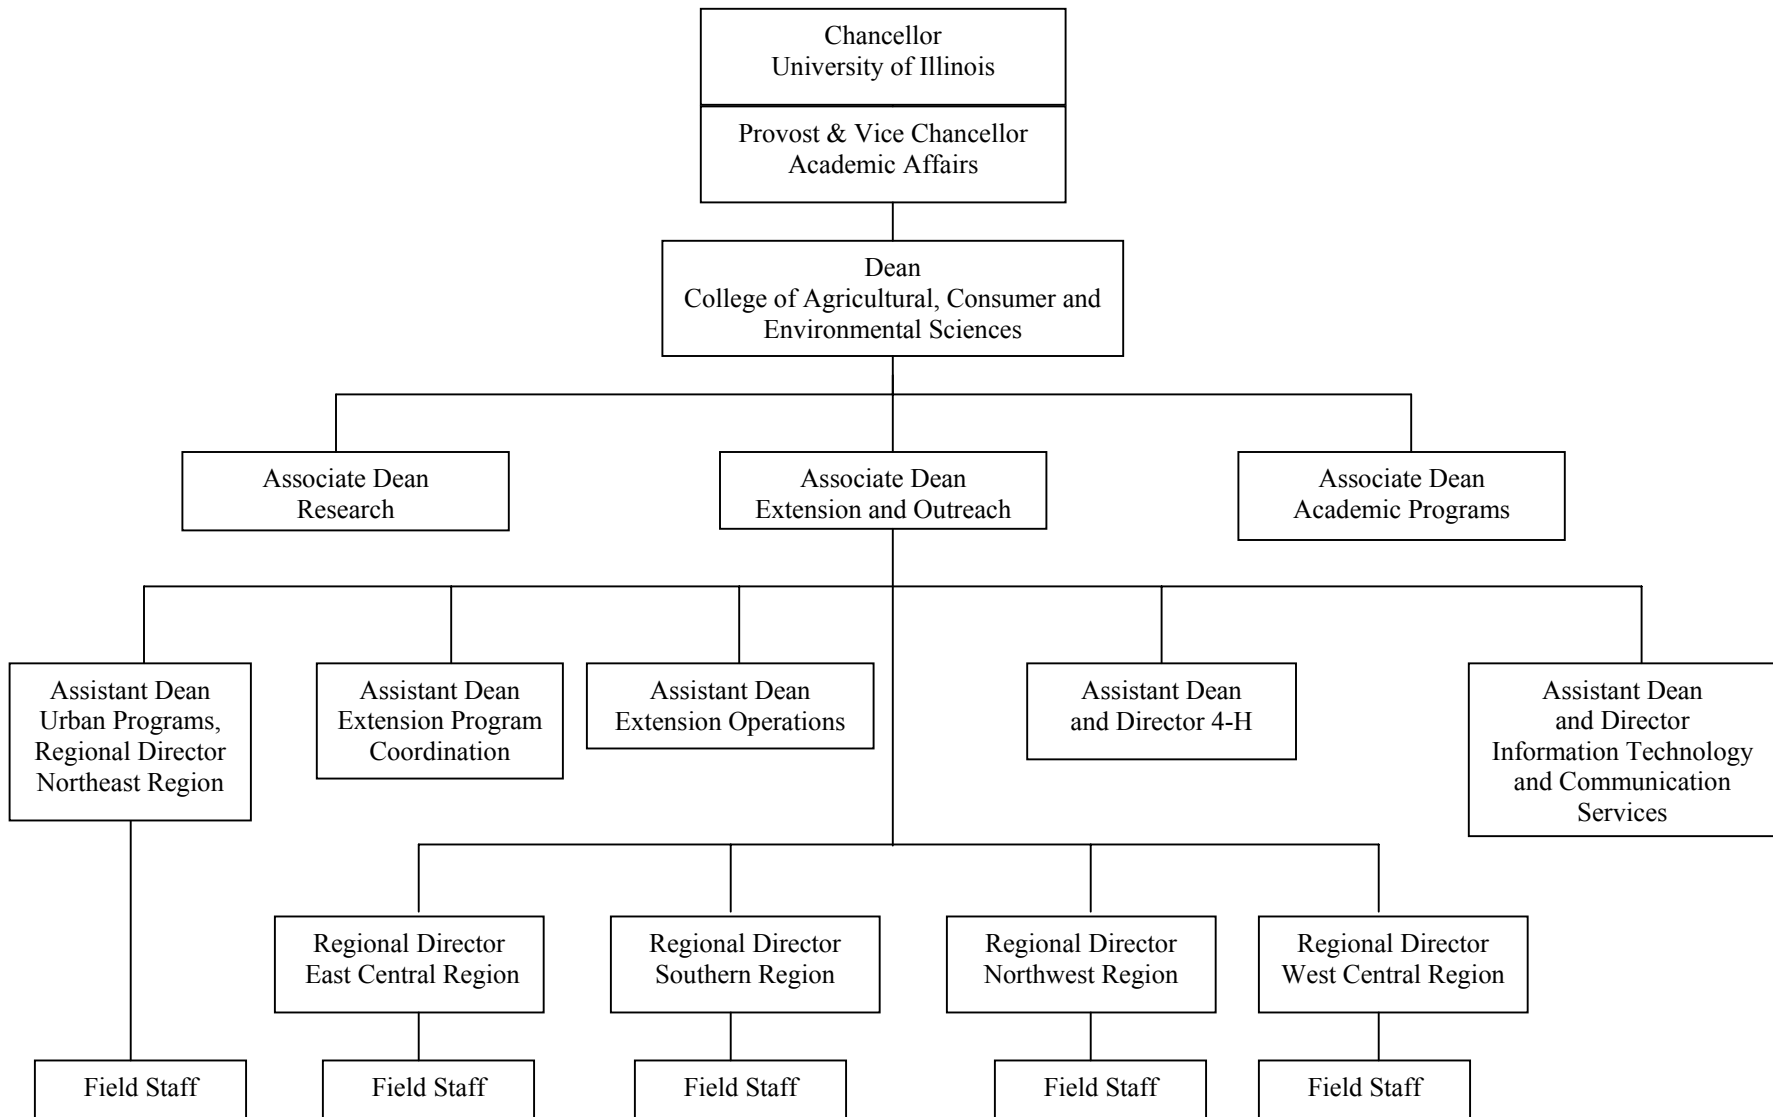 Chancellor
University of Illinois
Provost & Vice Chancellor
Academic Affairs
Dean
College of Agricultural, Consumer and
Environmental Sciences
Associate Dean
Research
Associate Dean
Extension and Outreach
Associate Dean
Academic Programs
Assistant Dean
Urban Programs,
Regional Director
Northeast Region
Assistant Dean
Extension Program
Coordination
Assistant Dean
Extension Operations
Assistant Dean
and Director 4-H
Assistant Dean
and Director
Information Technology
and Communication
Services
Regional Director
East Central Region
Regional Director
Southern Region
Regional Director
Northwest Region
Regional Director
West Central Region
Field Staff
Field Staff
Field Staff
Field Staff
Field Staff